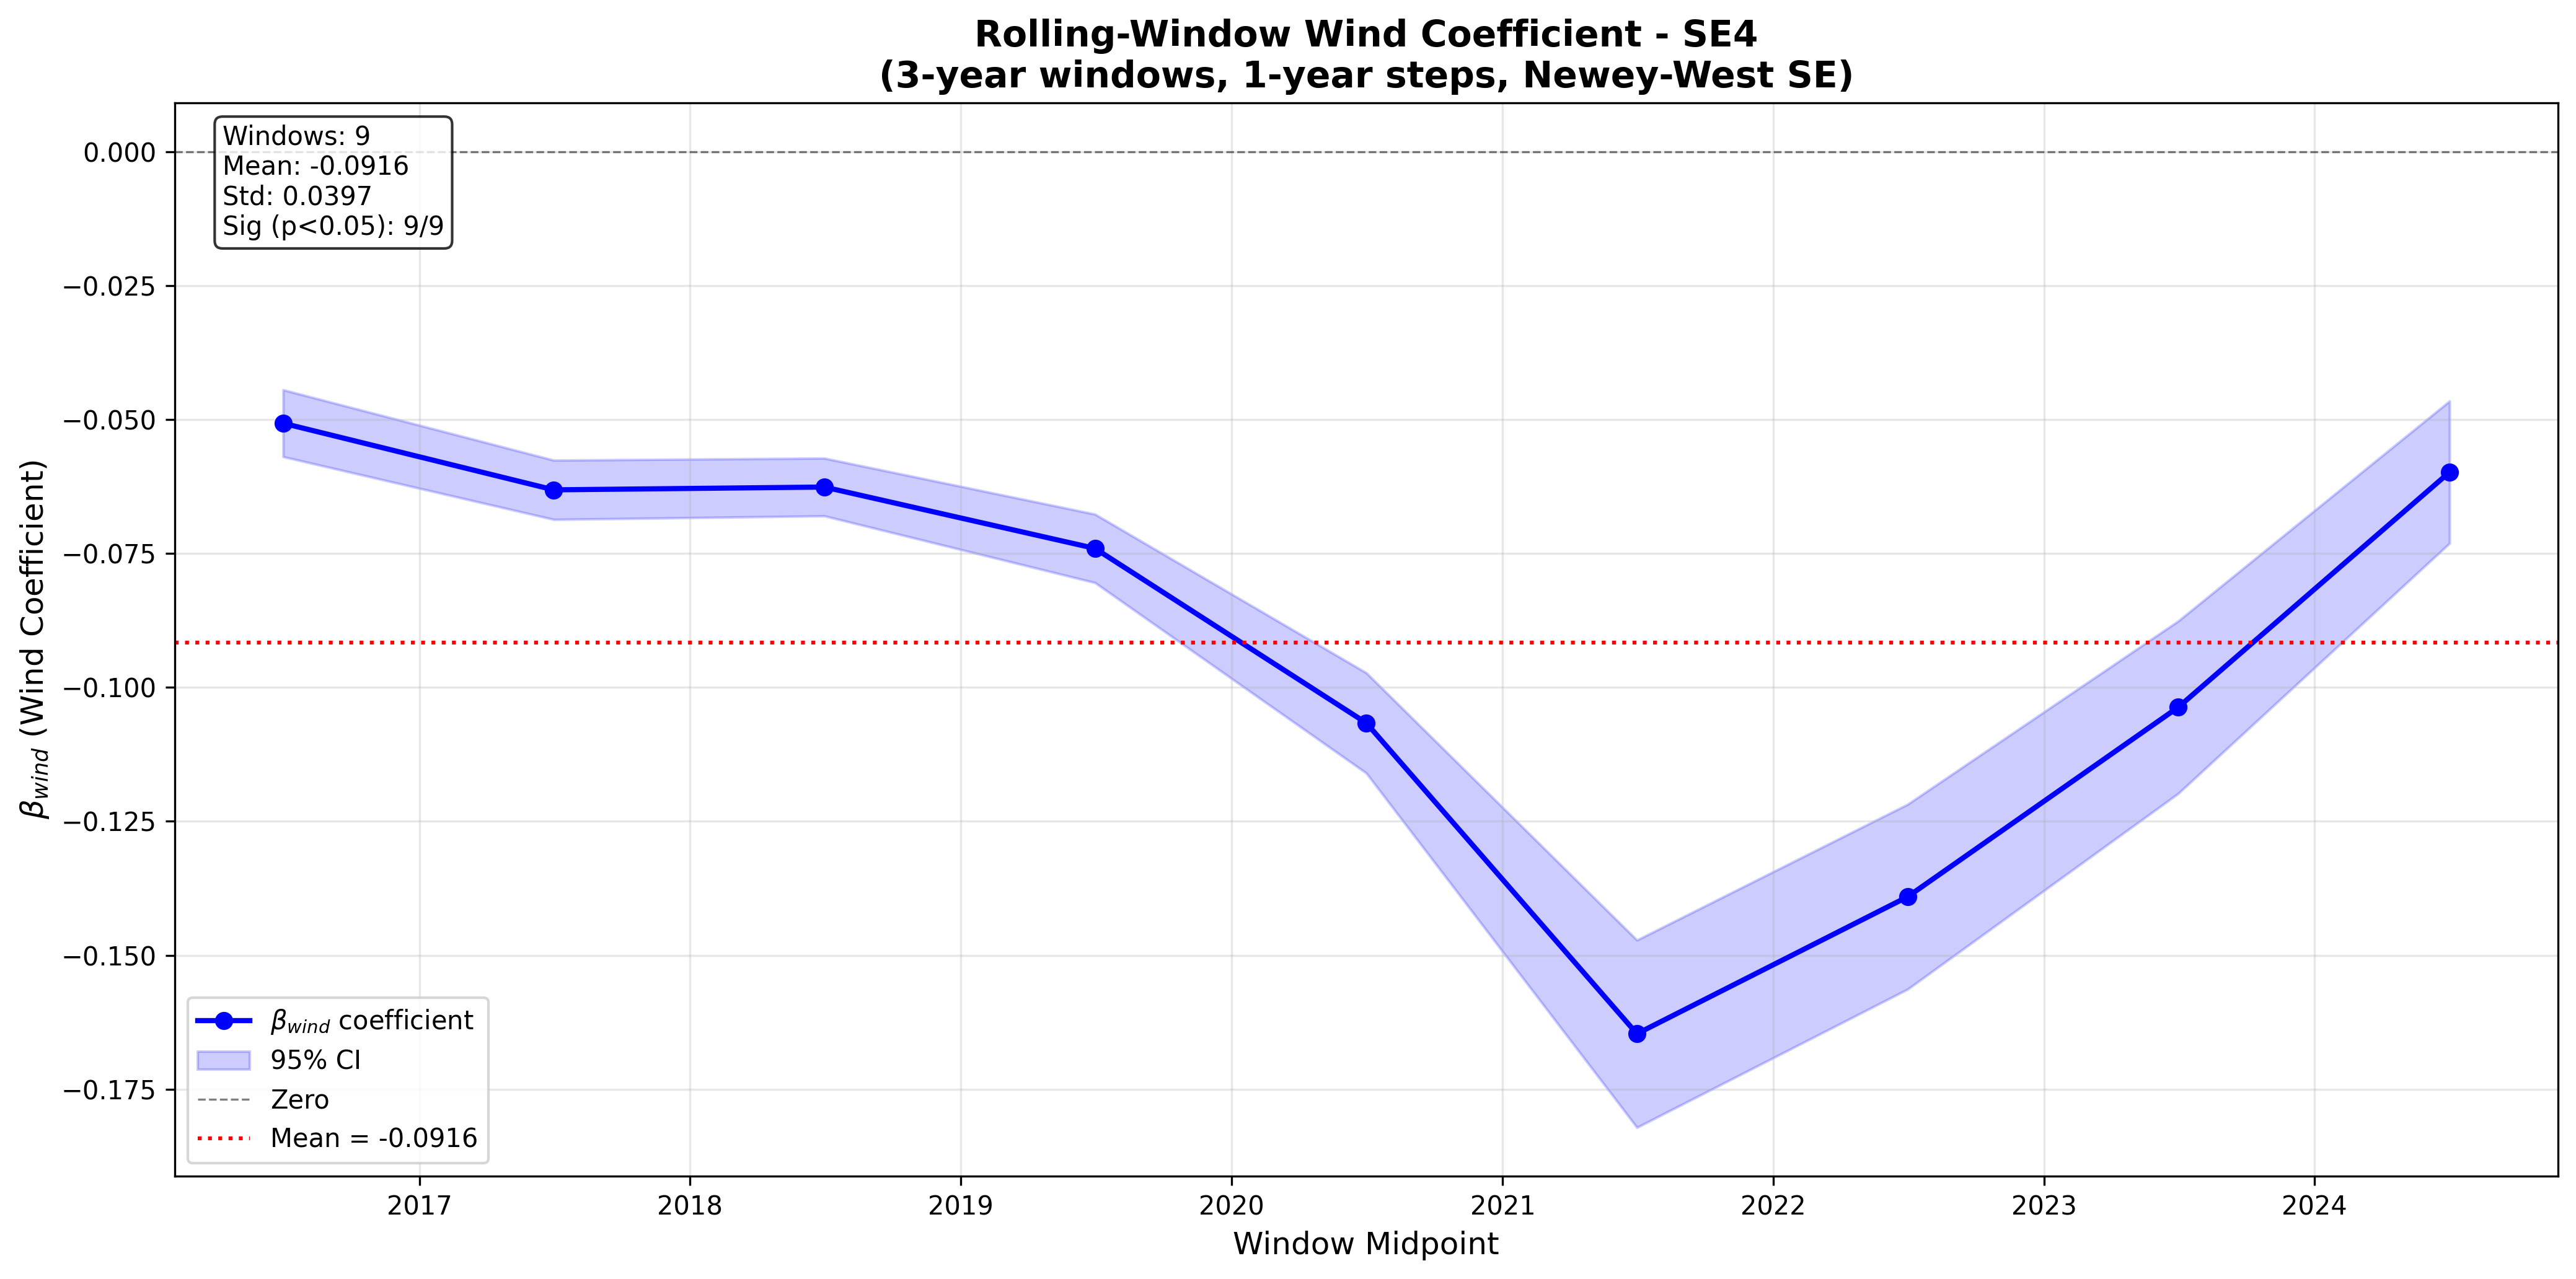 Rolling-Window Wind Coefficient - SE4
(3-year windows, 1-year steps, Newey-West SE)
Windows: 9
Mean: -0.0916
Std: 0.0397
Sig (p<0.05): 9/9
0.000
−0.025
−0.050
−0.075
−0.100
−0.125
−0.150
−0.175
β_wind (Wind Coefficient)
β_wind coefficient
95% CI
Zero
Mean = -0.0916
2017 2018 2019 2020 2021 2022 2023 2024
Window Midpoint